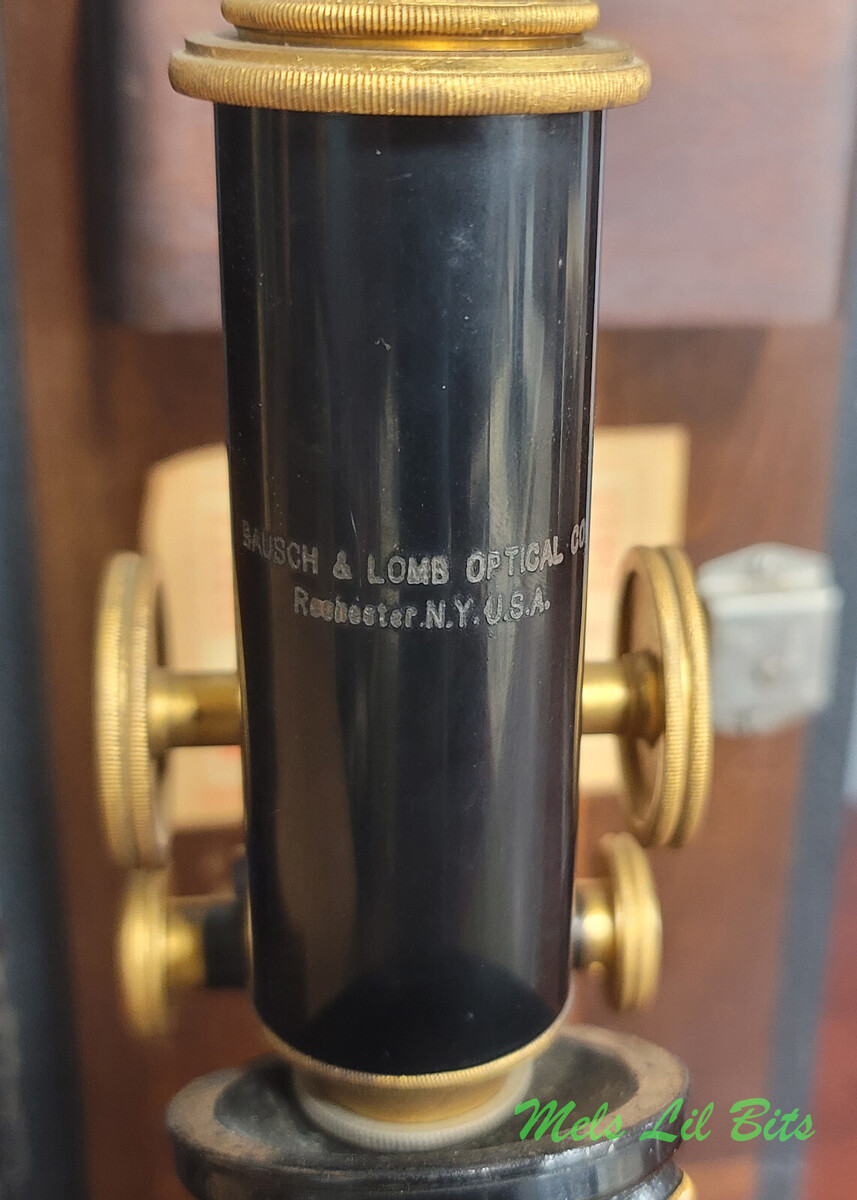 BAUSCH & LOMB OPTICAL CO
Rochester.N.Y.U.S.A.
Mels Lil Bits